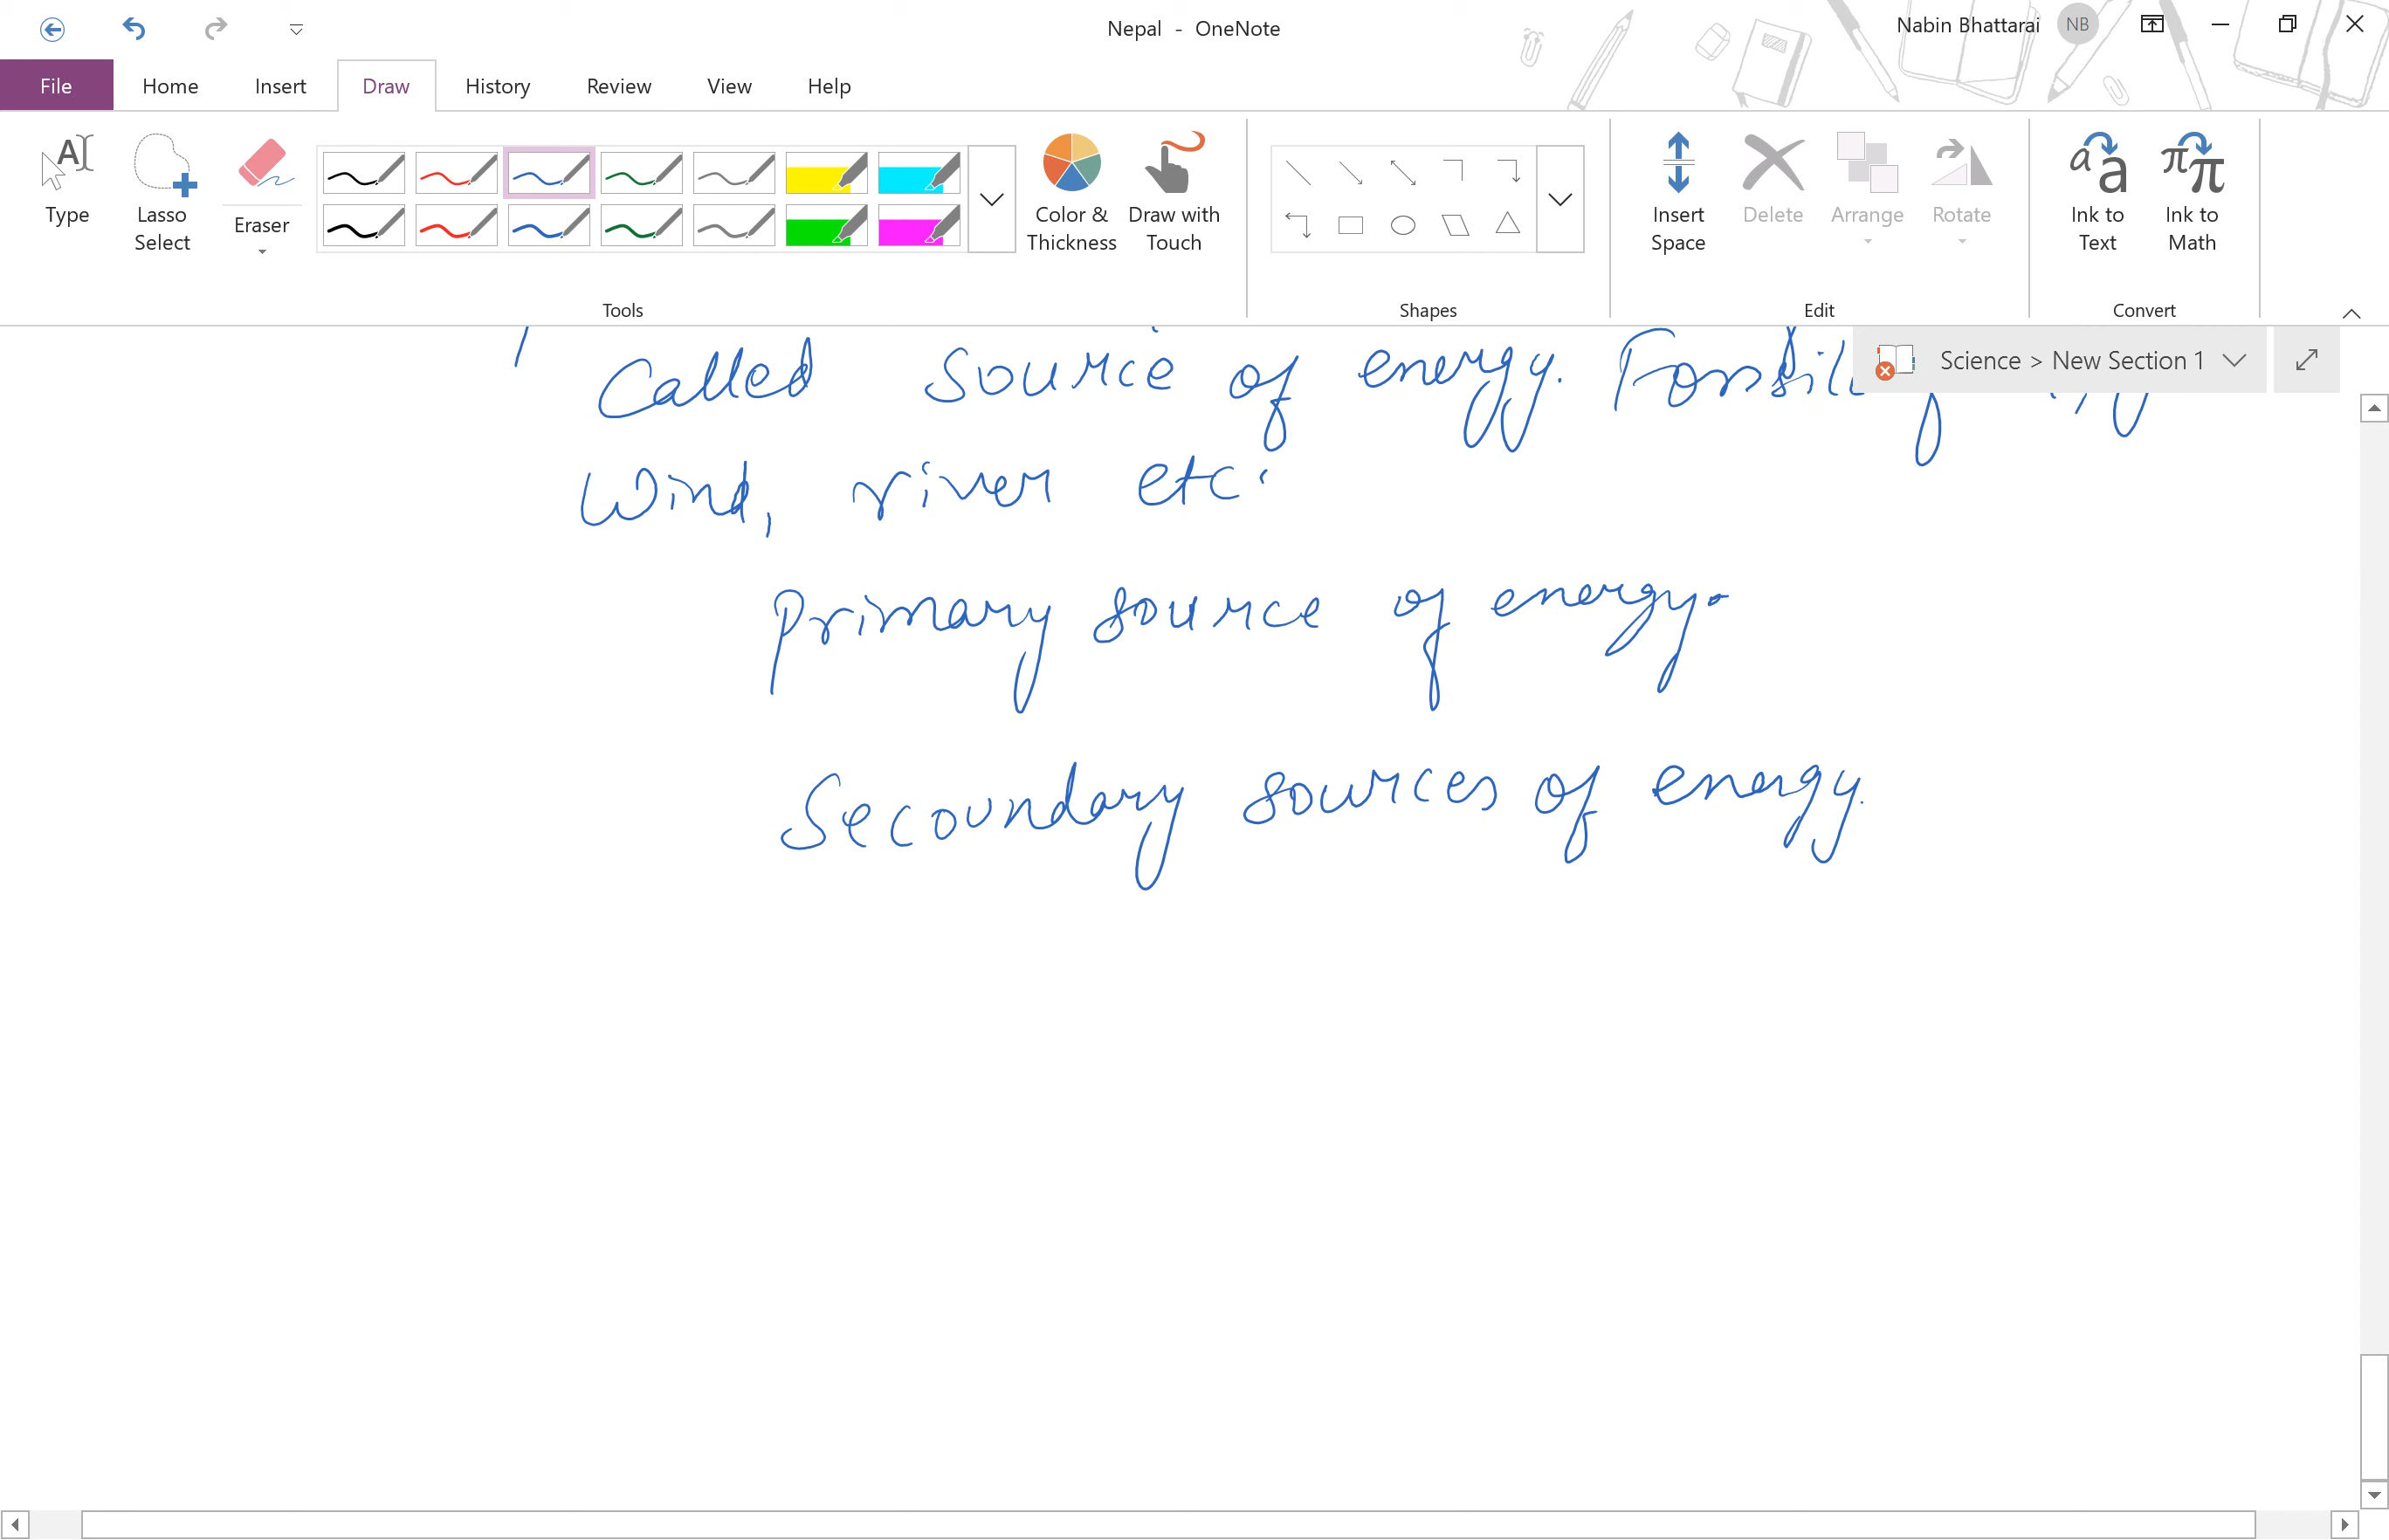 Nepal - OneNote
Nabin Bhattarai NB
File Home Insert Draw History Review View Help
Type
Lasso Select
Eraser
Color & Thickness
Draw with Touch
Insert Space
Delete
Arrange
Rotate
Ink to Text
Ink to Math
Tools Shapes Edit Convert
Science > New Section 1
Called source of energy. Fossil
Wind, river etc.
primary source of energy.
Secoundary sources of energy.